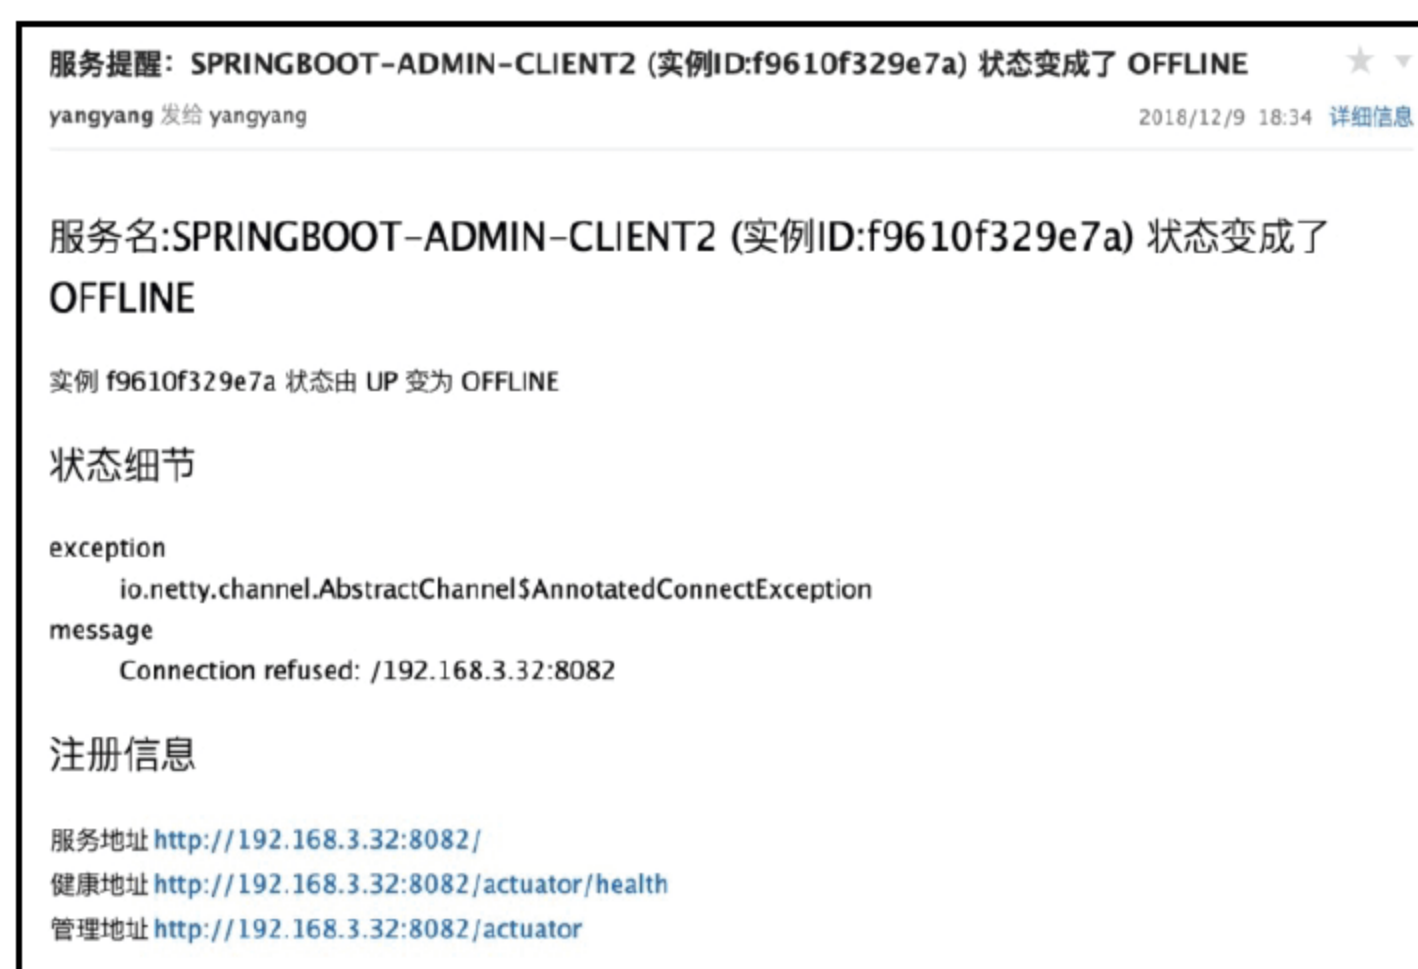 服务提醒：SPRINGBOOT-ADMIN-CLIENT2 (实例ID:f9610f329e7a) 状态变成了 OFFLINE
yangyang 发给 yangyang 2018/12/9 18:34 详细信息
服务名:SPRINGBOOT-ADMIN-CLIENT2 (实例ID:f9610f329e7a) 状态变成了
OFFLINE
实例 f9610f329e7a 状态由 UP 变为 OFFLINE
状态细节
exception
io.netty.channel.AbstractChannel$AnnotatedConnectException
message
Connection refused: /192.168.3.32:8082
注册信息
服务地址 http://192.168.3.32:8082/
健康地址 http://192.168.3.32:8082/actuator/health
管理地址 http://192.168.3.32:8082/actuator